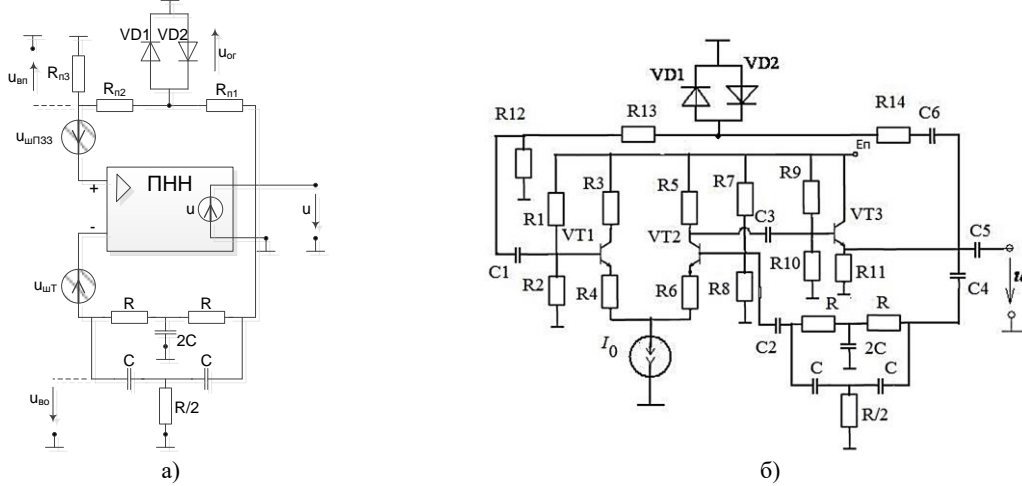 VD1 VD2
uог
uвп
Rп3
Rп2
Rп1
uшПЗЗ
+
ПНН
u
u
-
uшТ
R
R
2C
C
C
R/2
uво
а)
VD1
VD2
R12
R13
R14
C6
Eп
R1
R3
R5
R7
R9
VT1
VT2
C3
VT3
C5
C1
R2
R4
R6
R8
R10
R11
C4
u
I0
C2
R
R
2C
C
C
R/2
б)